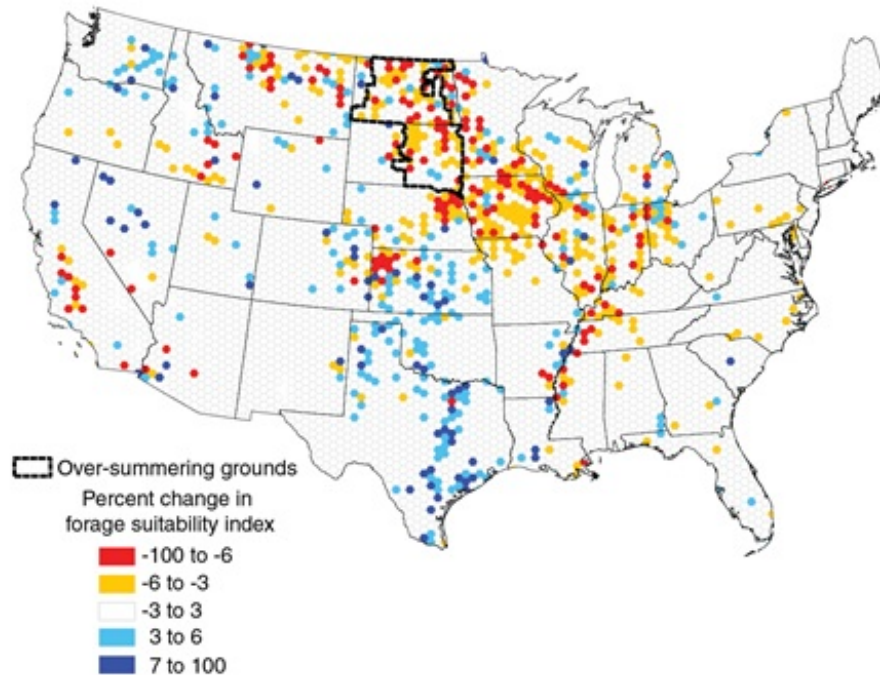 Over-summering grounds
Percent change in
forage suitability index
-100 to -6
-6 to -3
-3 to 3
3 to 6
7 to 100